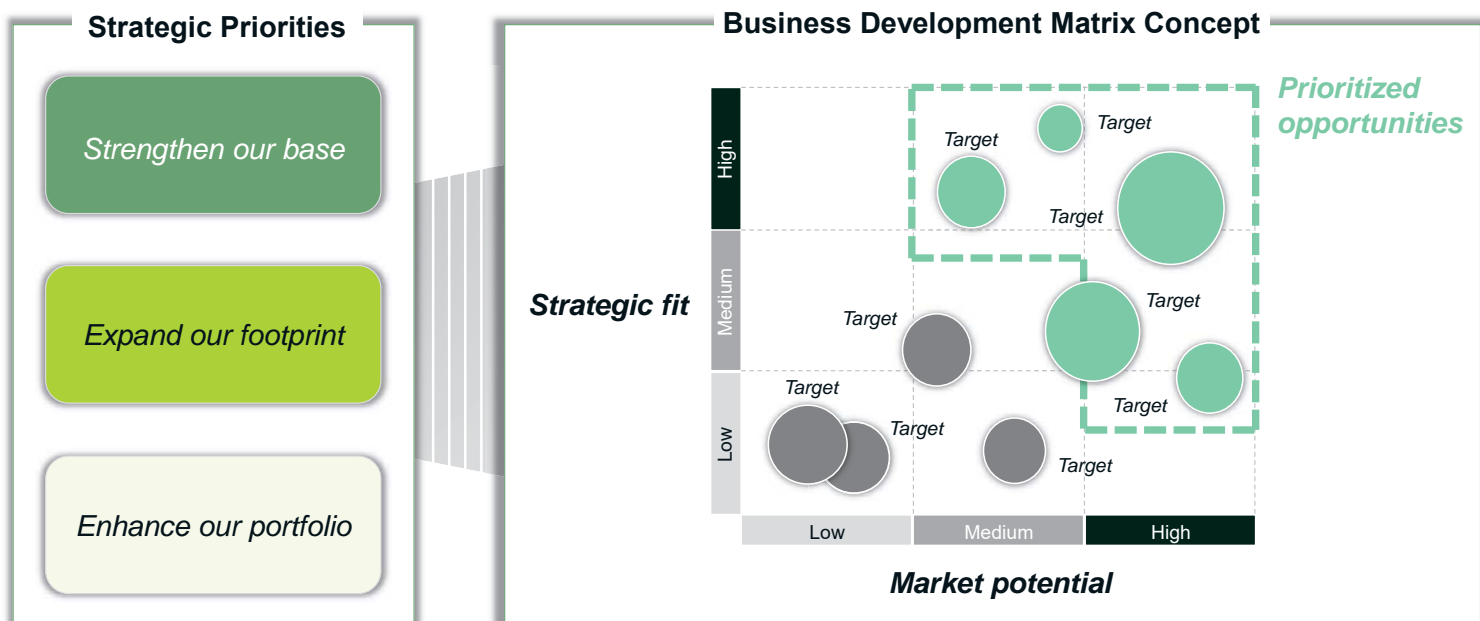 Strategic Priorities
Strengthen our base
Expand our footprint
Enhance our portfolio
Business Development Matrix Concept
Prioritized
opportunities
Strategic fit
High
Medium
Low
Target
Target
Target
Target
Target
Target
Target
Target
Target
Low
Medium
High
Market potential